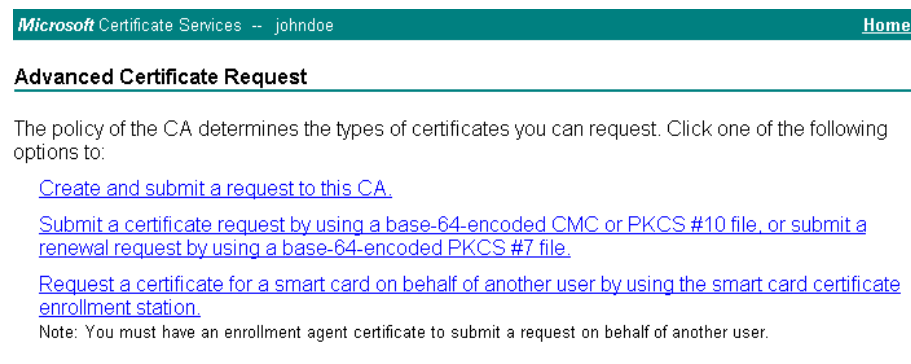 Microsoft Certificate Services -- johndoe Home
Advanced Certificate Request
The policy of the CA determines the types of certificates you can request. Click one of the following
options to:
Create and submit a request to this CA.
Submit a certificate request by using a base-64-encoded CMC or PKCS #10 file, or submit a
renewal request by using a base-64-encoded PKCS #7 file.
Request a certificate for a smart card on behalf of another user by using the smart card certificate
enrollment station.
Note: You must have an enrollment agent certificate to submit a request on behalf of another user.